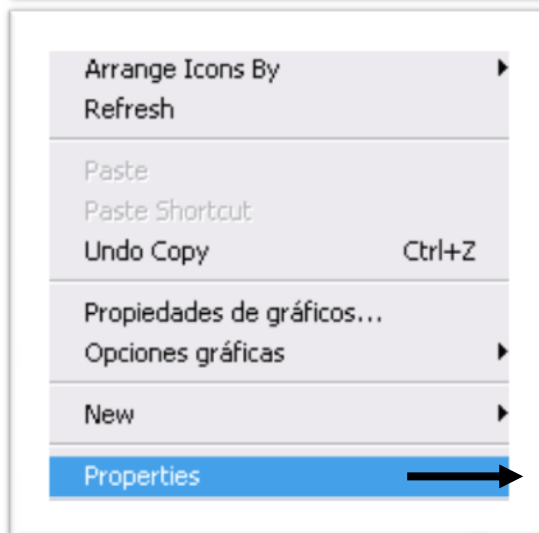 Arrange Icons By
Refresh
Paste
Paste Shortcut
Undo Copy Ctrl+Z
Propiedades de gráficos...
Opciones gráficas
New
Properties